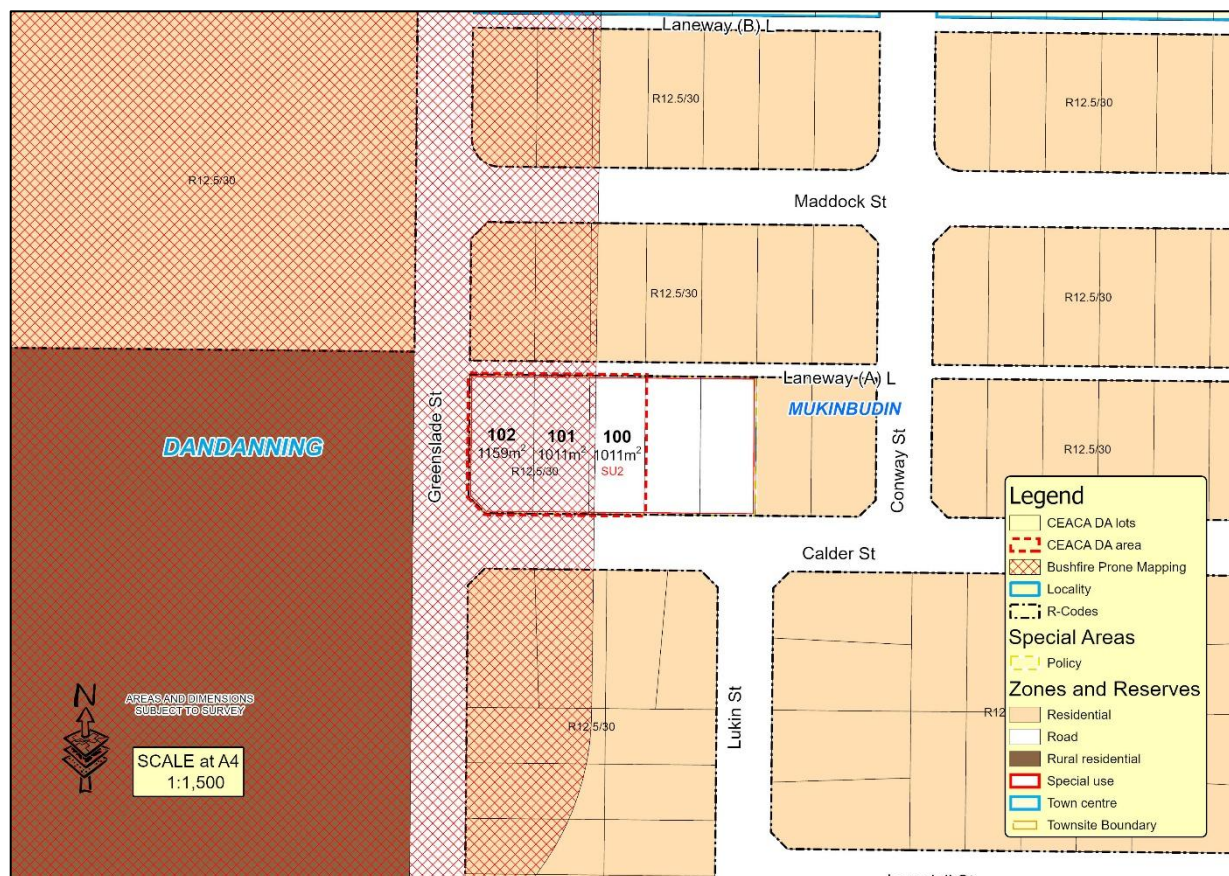 Laneway (B) L
R12.5/30
R12.5/30
R12.5/30
Maddock St
R12.5/30
R12.5/30
Laneway (A) L
MUKINBUDIN
DANDANNING
Greenslade St
102
1159m²
101
1011m²
100
1011m²
R12.5/30
SU2
Conway St
R12.5/30
Calder St
Lukin St
R12.5/30
R12
N
AREAS AND DIMENSIONS
SUBJECT TO SURVEY
SCALE at A4
1:1,500
Legend
CEACA DA lots
CEACA DA area
Bushfire Prone Mapping
Locality
R-Codes
Special Areas
Policy
Zones and Reserves
Residential
Road
Rural residential
Special use
Town centre
Townsite Boundary